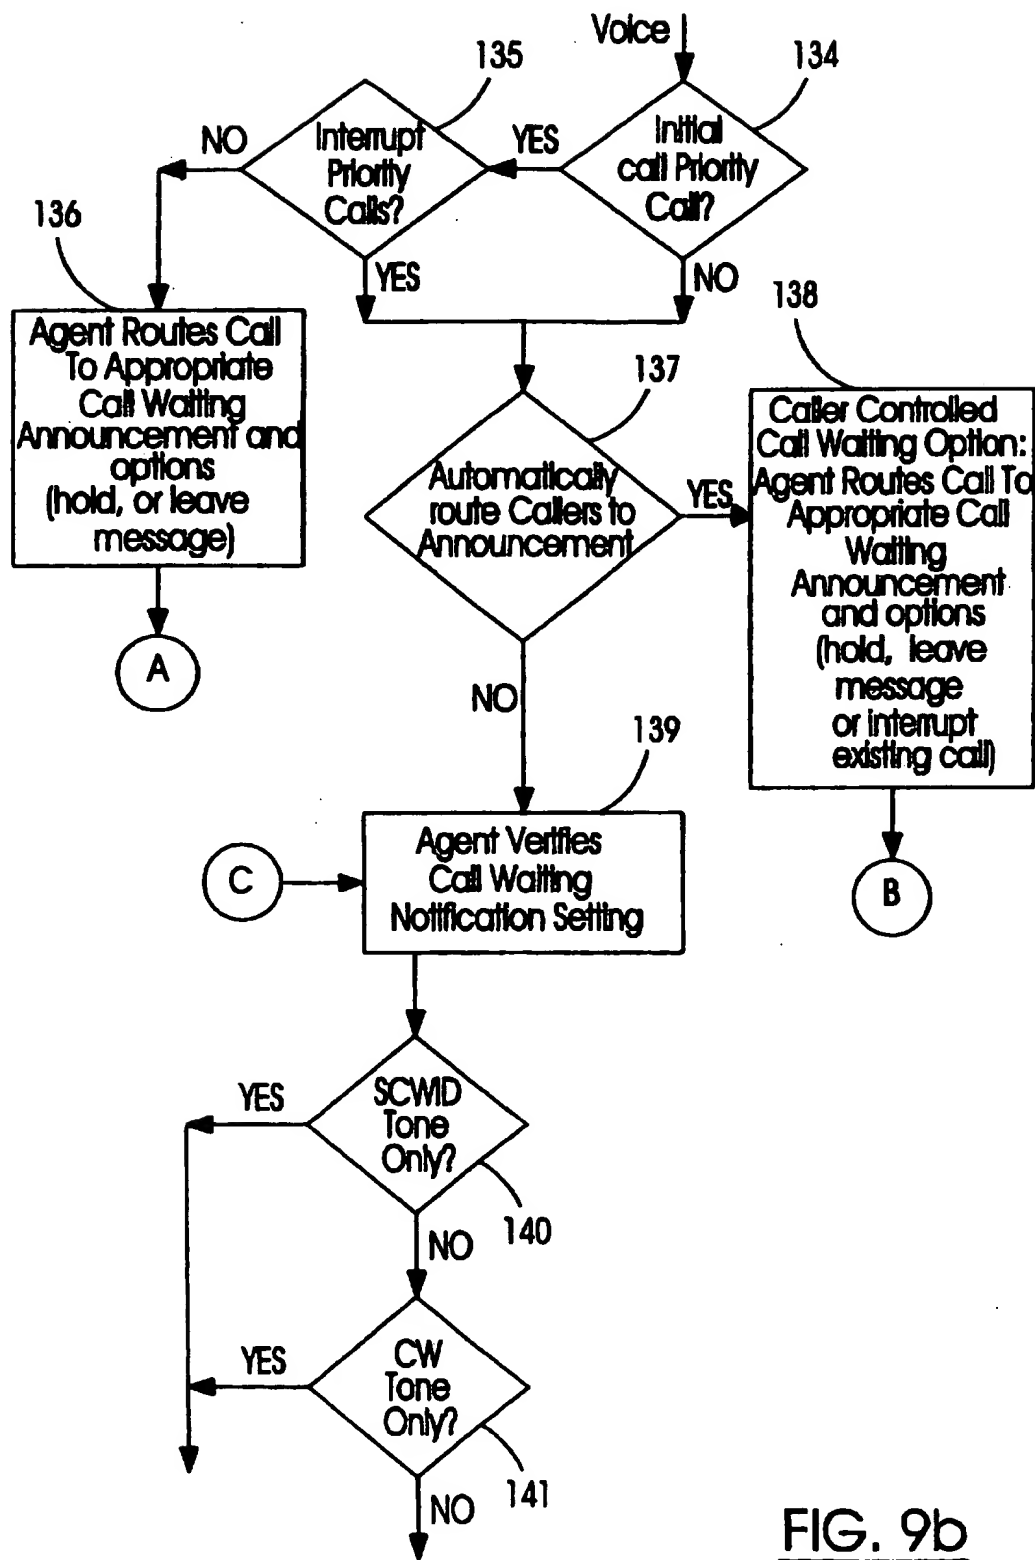 Voice
135
134
NO
Interrupt
Priority
Calls?
YES
Initial
call Priority
Call?
136
YES
NO
138
Agent Routes Call
To Appropriate
Call Waiting
Announcement and
options
(hold, or leave
message)
137
Caller Controlled
Call Waiting Option:
Agent Routes Call To
Appropriate Call
Waiting
Announcement
and options
(hold, leave
message
or interrupt
existing call)
Automatically
route Callers to
Announcement
YES
A
NO
139
Agent Verifies
Call Waiting
Notification Setting
C
B
YES
SCWID
Tone
Only?
140
NO
YES
CW
Tone
Only?
141
NO
FIG. 9b